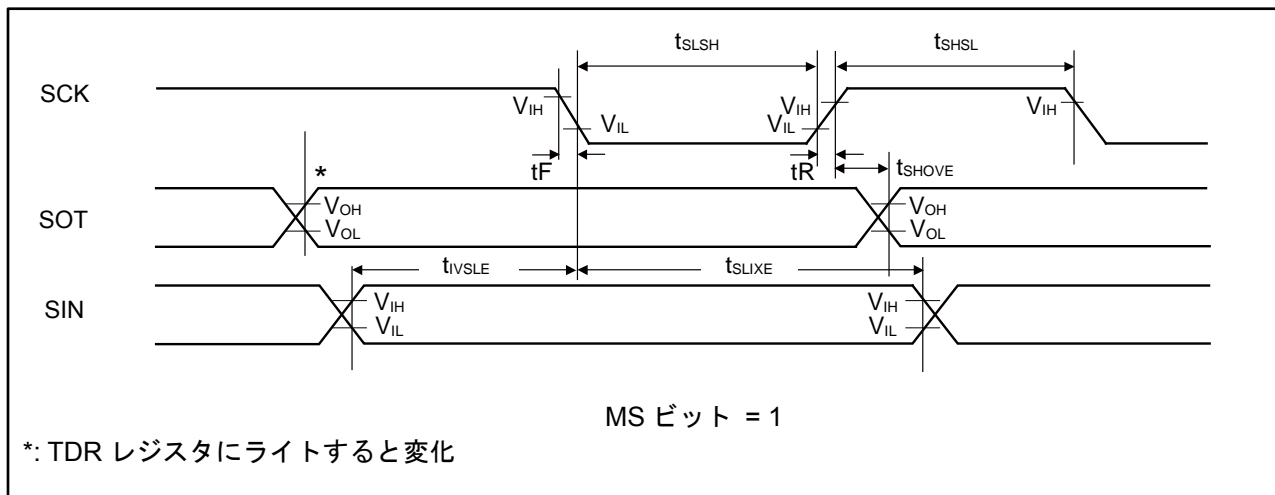 tSLSH tSHSL
SCK
VIH VIL VIL VIH VIH
tF tR tSHOVE
*
SOT
VOH VOH
VOL VOL
tIVSLE tSLIXE
SIN
VIH VIH
VIL VIL
MS ビット = 1
*: TDR レジスタにライトすると変化